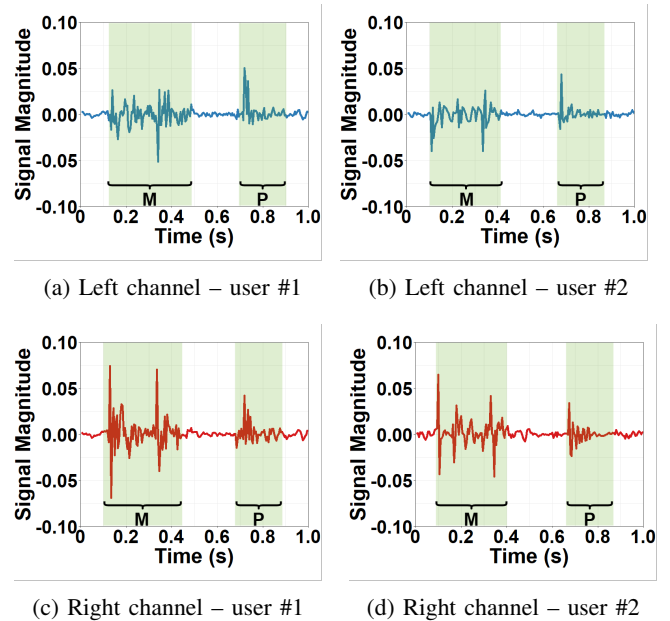 0.10
0.05
0.00
-0.05
-0.10
Signal Magnitude
M
P
0.2 0.4 0.6 0.8 1.0
Time (s)
(a) Left channel – user #1
0.10
0.05
0.00
-0.05
-0.10
Signal Magnitude
M
P
0.2 0.4 0.6 0.8 1.0
Time (s)
(b) Left channel – user #2
0.10
0.05
0.00
-0.05
-0.10
Signal Magnitude
M
P
0.2 0.4 0.6 0.8 1.0
Time (s)
(c) Right channel – user #1
0.10
0.05
0.00
-0.05
-0.10
Signal Magnitude
M
P
0.2 0.4 0.6 0.8 1.0
Time (s)
(d) Right channel – user #2